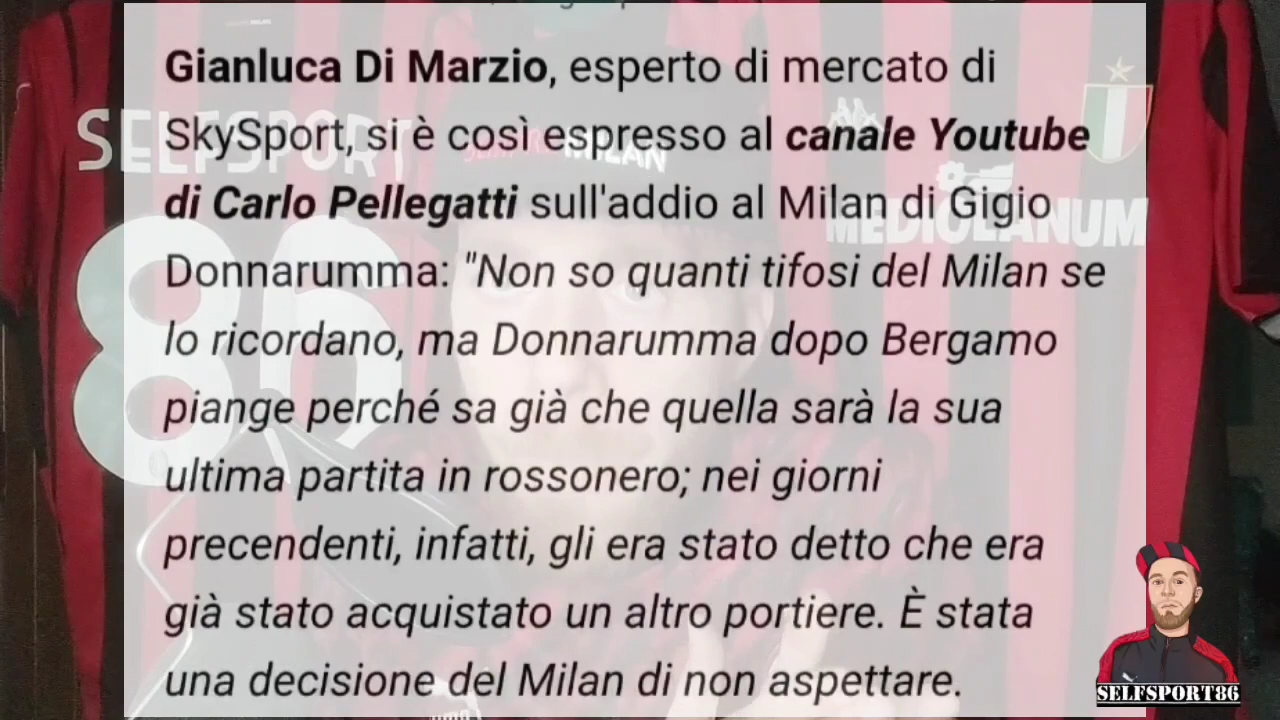 Gianluca Di Marzio, esperto di mercato di
SkySport, si è così espresso al canale Youtube
di Carlo Pellegatti sull'addio al Milan di Gigio
Donnarumma: "Non so quanti tifosi del Milan se
lo ricordano, ma Donnarumma dopo Bergamo
piange perché sa già che quella sarà la sua
ultima partita in rossonero; nei giorni
precendenti, infatti, gli era stato detto che era
già stato acquistato un altro portiere. È stata
una decisione del Milan di non aspettare.
SELFSPORT
86
MILAN
MEDIOLANUM
SELFSPORT86